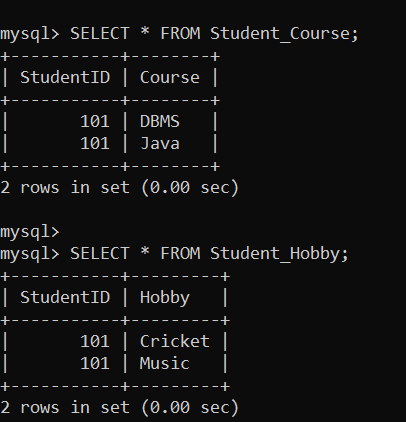 mysql> SELECT * FROM Student_Course;
+-----------+--------+
| StudentID | Course |
+-----------+--------+
|       101 | DBMS   |
|       101 | Java   |
+-----------+--------+
2 rows in set (0.00 sec)

mysql>
mysql> SELECT * FROM Student_Hobby;
+-----------+---------+
| StudentID | Hobby   |
+-----------+---------+
|       101 | Cricket |
|       101 | Music   |
+-----------+---------+
2 rows in set (0.00 sec)